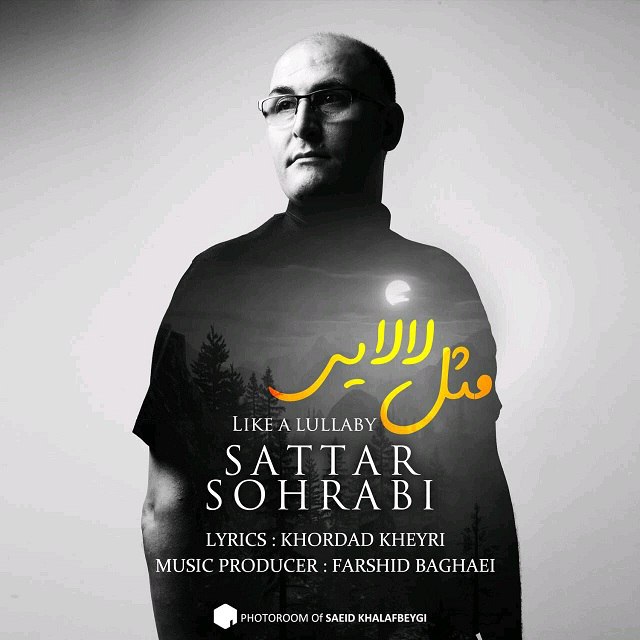 مثل لالایی
LIKE A LULLABY
SATTAR
SOHRABI
LYRICS : KHORDAD KHEYRI
MUSIC PRODUCER : FARSHID BAGHAEI
PHOTOROOM OF SAEID KHALAFBEYGI